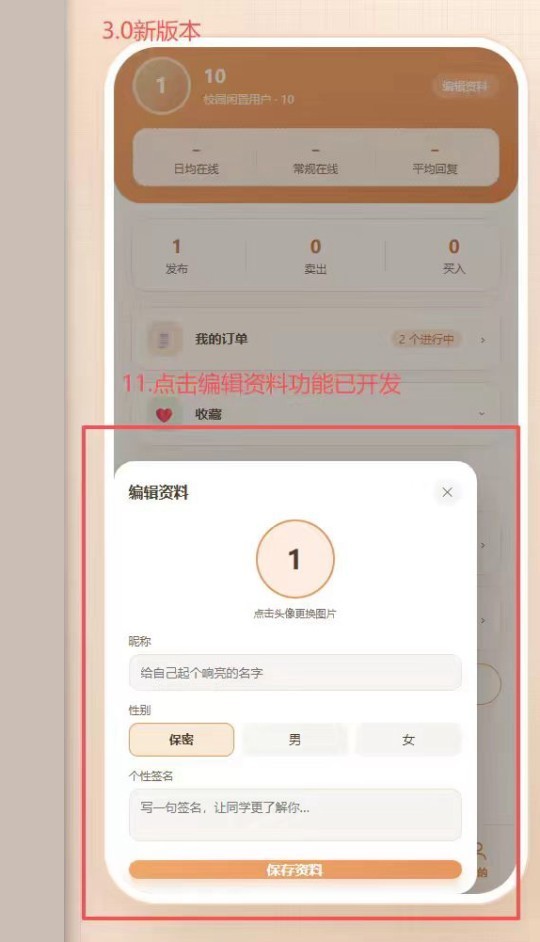 3.0新版本
1
10
编辑资料
校园闲置用户 - 10
- - -
日均在线 常规在线 平均回复
1 0 0
发布 卖出 买入
我的订单 2 个进行中 ›
11.点击编辑资料功能已开发
收藏
编辑资料 ×
1
点击头像更换图片
昵称
给自己起个响亮的名字
性别
保密 男 女
个性签名
写一句签名，让同学更了解你...
保存资料
的